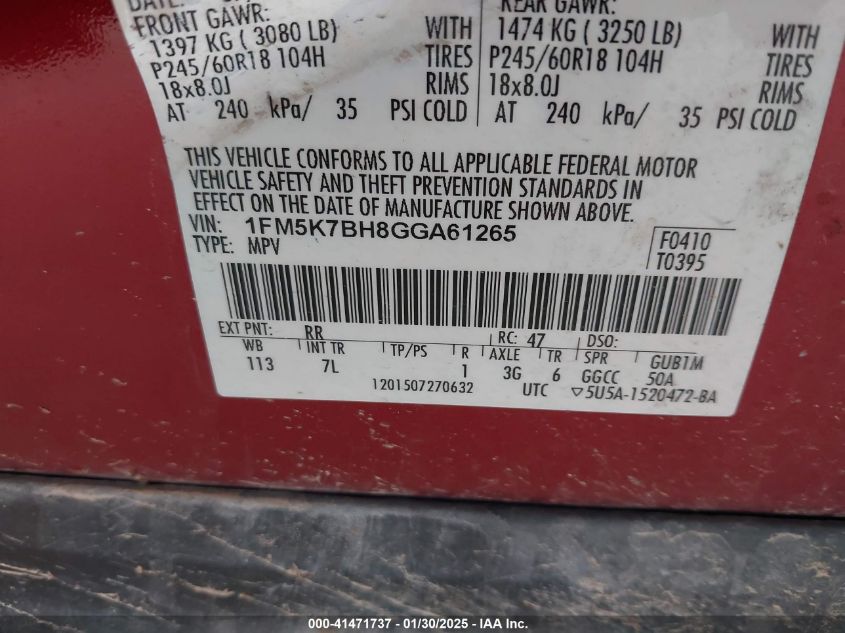 FRONT GAWR:
1397 KG ( 3080 LB) WITH
P245/60R18 104H TIRES
18x8.0J RIMS
AT 240 kPa/ 35 PSI COLD
REAR GAWR:
1474 KG ( 3250 LB) WITH
P245/60R18 104H TIRES
18x8.0J RIMS
AT 240 kPa/ 35 PSI COLD
THIS VEHICLE CONFORMS TO ALL APPLICABLE FEDERAL MOTOR
VEHICLE SAFETY AND THEFT PREVENTION STANDARDS IN
EFFECT ON THE DATE OF MANUFACTURE SHOWN ABOVE.
VIN: 1FM5K7BH8GGA61265
TYPE: MPV
F0410
T0395
EXT PNT: RR RC: 47 DSO:
WB INT TR TP/PS R AXLE TR SPR GUB1M
113 7L 1 3G 6 GGCC 50A
1201507270632 UTC ▽5U5A-1520472-BA
000-41471737 - 01/30/2025 - IAA Inc.